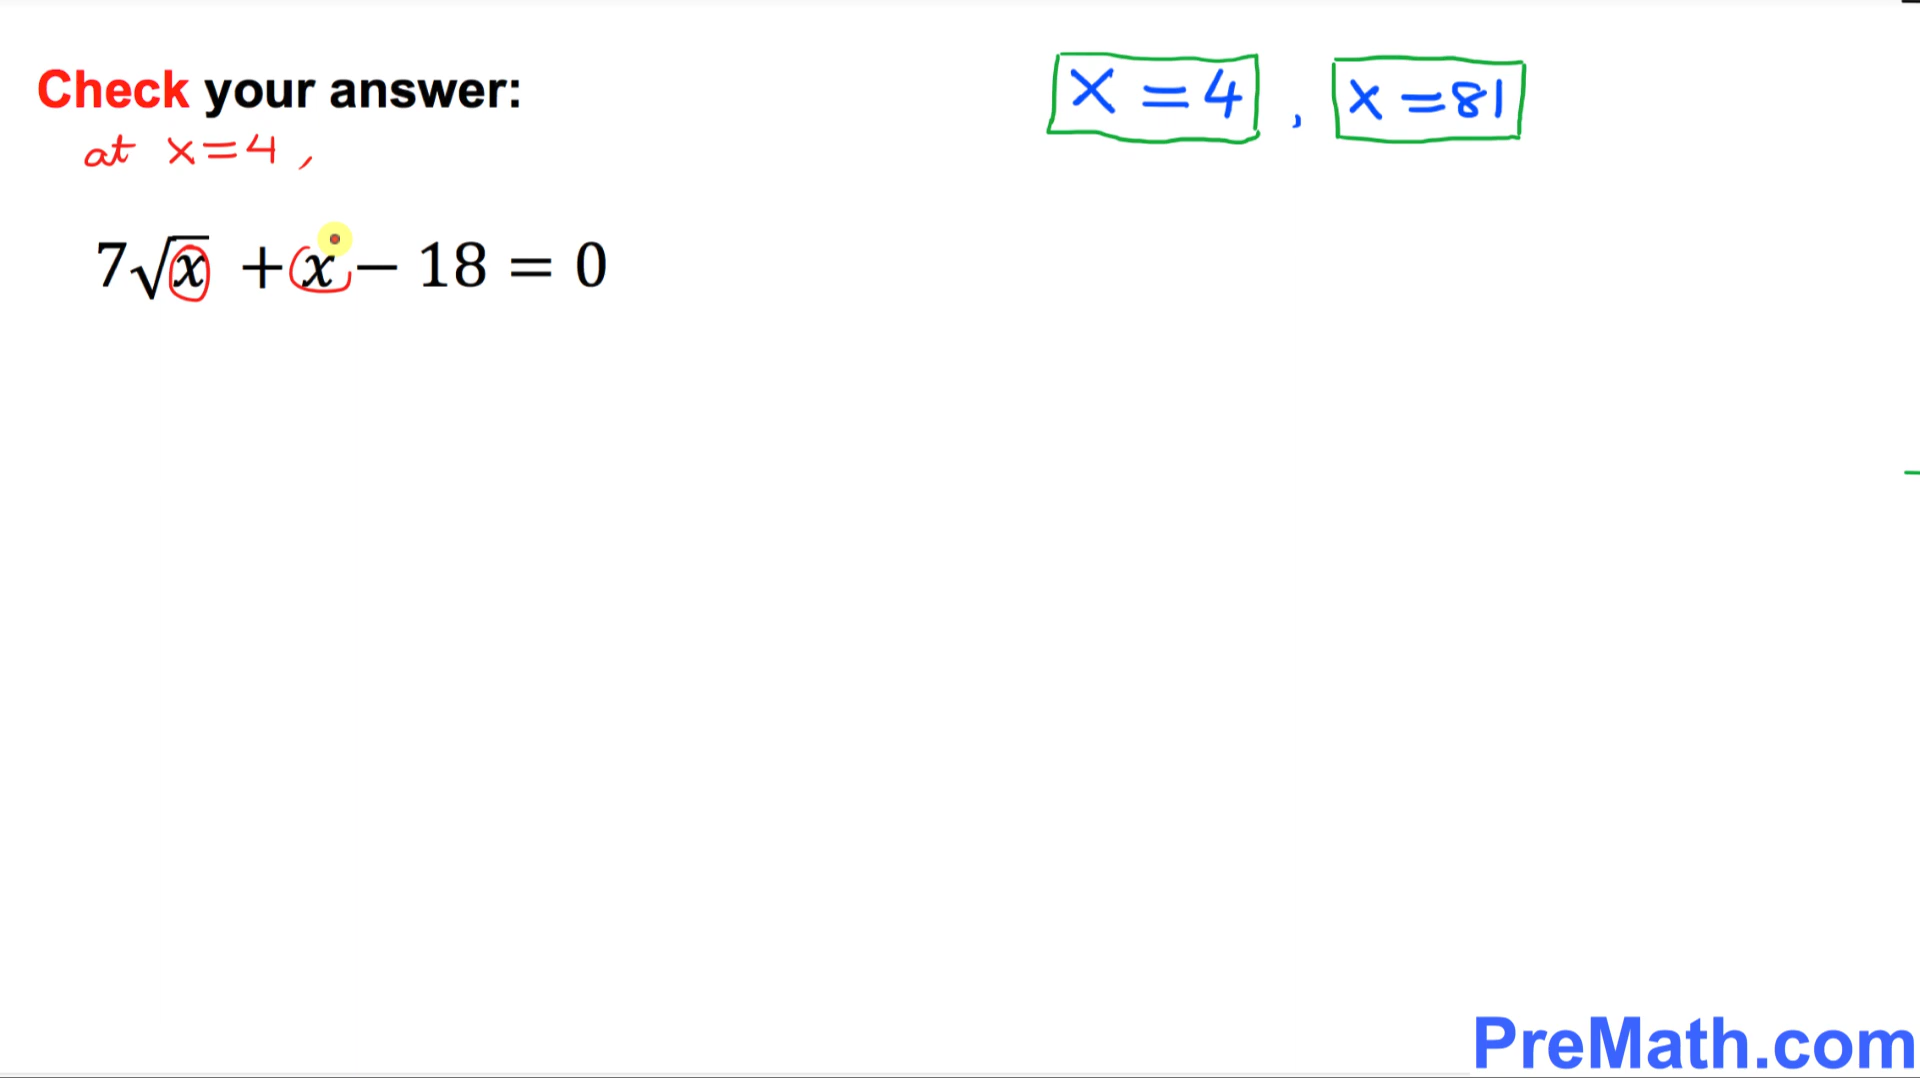 Check your answer:
at x=4,
7√x + x − 18 = 0
x=4, x=81
PreMath.com